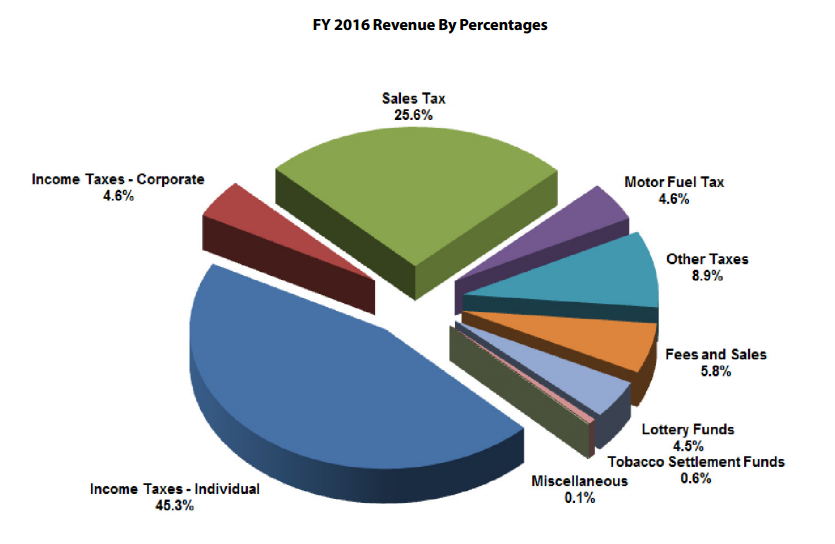 FY 2016 Revenue By Percentages
Sales Tax
25.6%
Income Taxes - Corporate
4.6%
Motor Fuel Tax
4.6%
Other Taxes
8.9%
Fees and Sales
5.8%
Lottery Funds
4.5%
Tobacco Settlement Funds
0.6%
Miscellaneous
0.1%
Income Taxes - Individual
45.3%